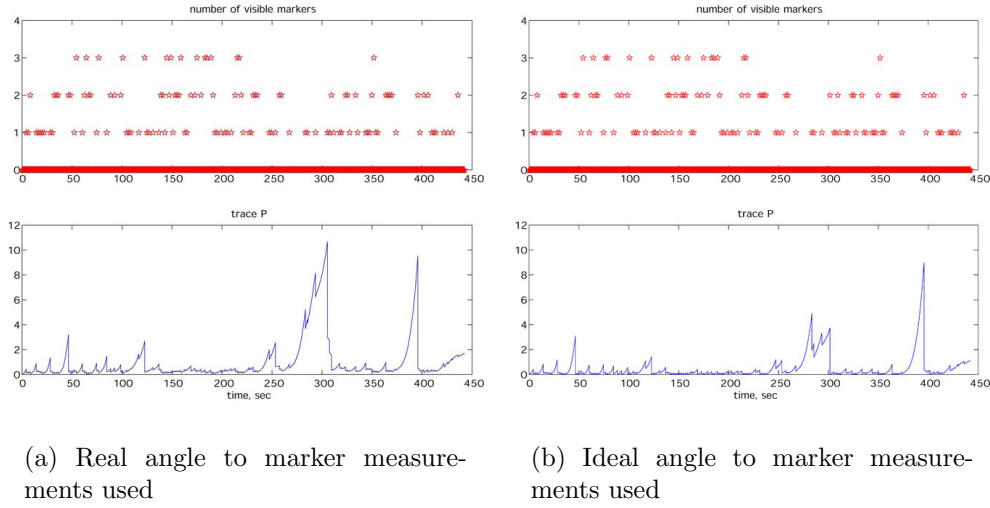 number of visible markers
4
3
2
1
0
0 50 100 150 200 250 300 350 400 450
trace P
12
10
8
6
4
2
0
0 50 100 150 200 250 300 350 400 450
time, sec
(a) Real angle to marker measure-
ments used
number of visible markers
4
3
2
1
0
0 50 100 150 200 250 300 350 400 450
trace P
12
10
8
6
4
2
0
0 50 100 150 200 250 300 350 400 450
time, sec
(b) Ideal angle to marker measure-
ments used